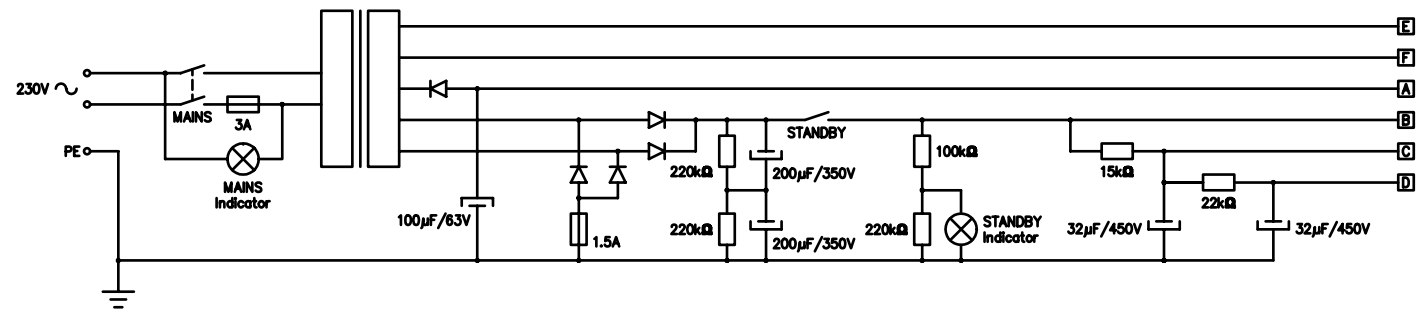 E
F
230V
A
MAINS
3A
B
STANDBY
PE
220kΩ
200µF/350V
100kΩ
C
15kΩ
MAINS
Indicator
D
22kΩ
100µF/63V
1.5A
220kΩ
200µF/350V
220kΩ
STANDBY
Indicator
32µF/450V
32µF/450V